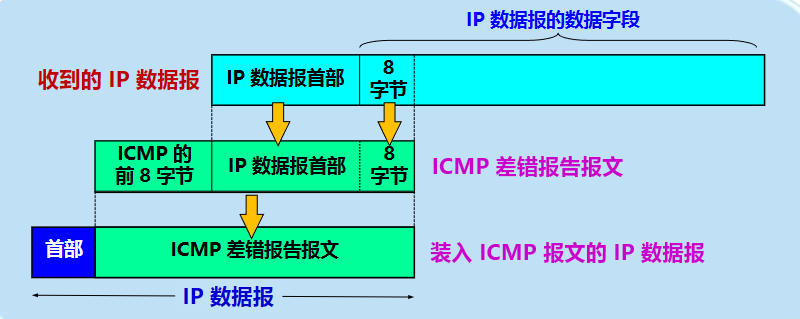 IP 数据报的数据字段
收到的 IP 数据报
IP 数据报首部
8
字节
ICMP 的
前 8 字节
IP 数据报首部
8
字节
ICMP 差错报告报文
首部
ICMP 差错报告报文
装入 ICMP 报文的 IP 数据报
IP 数据报